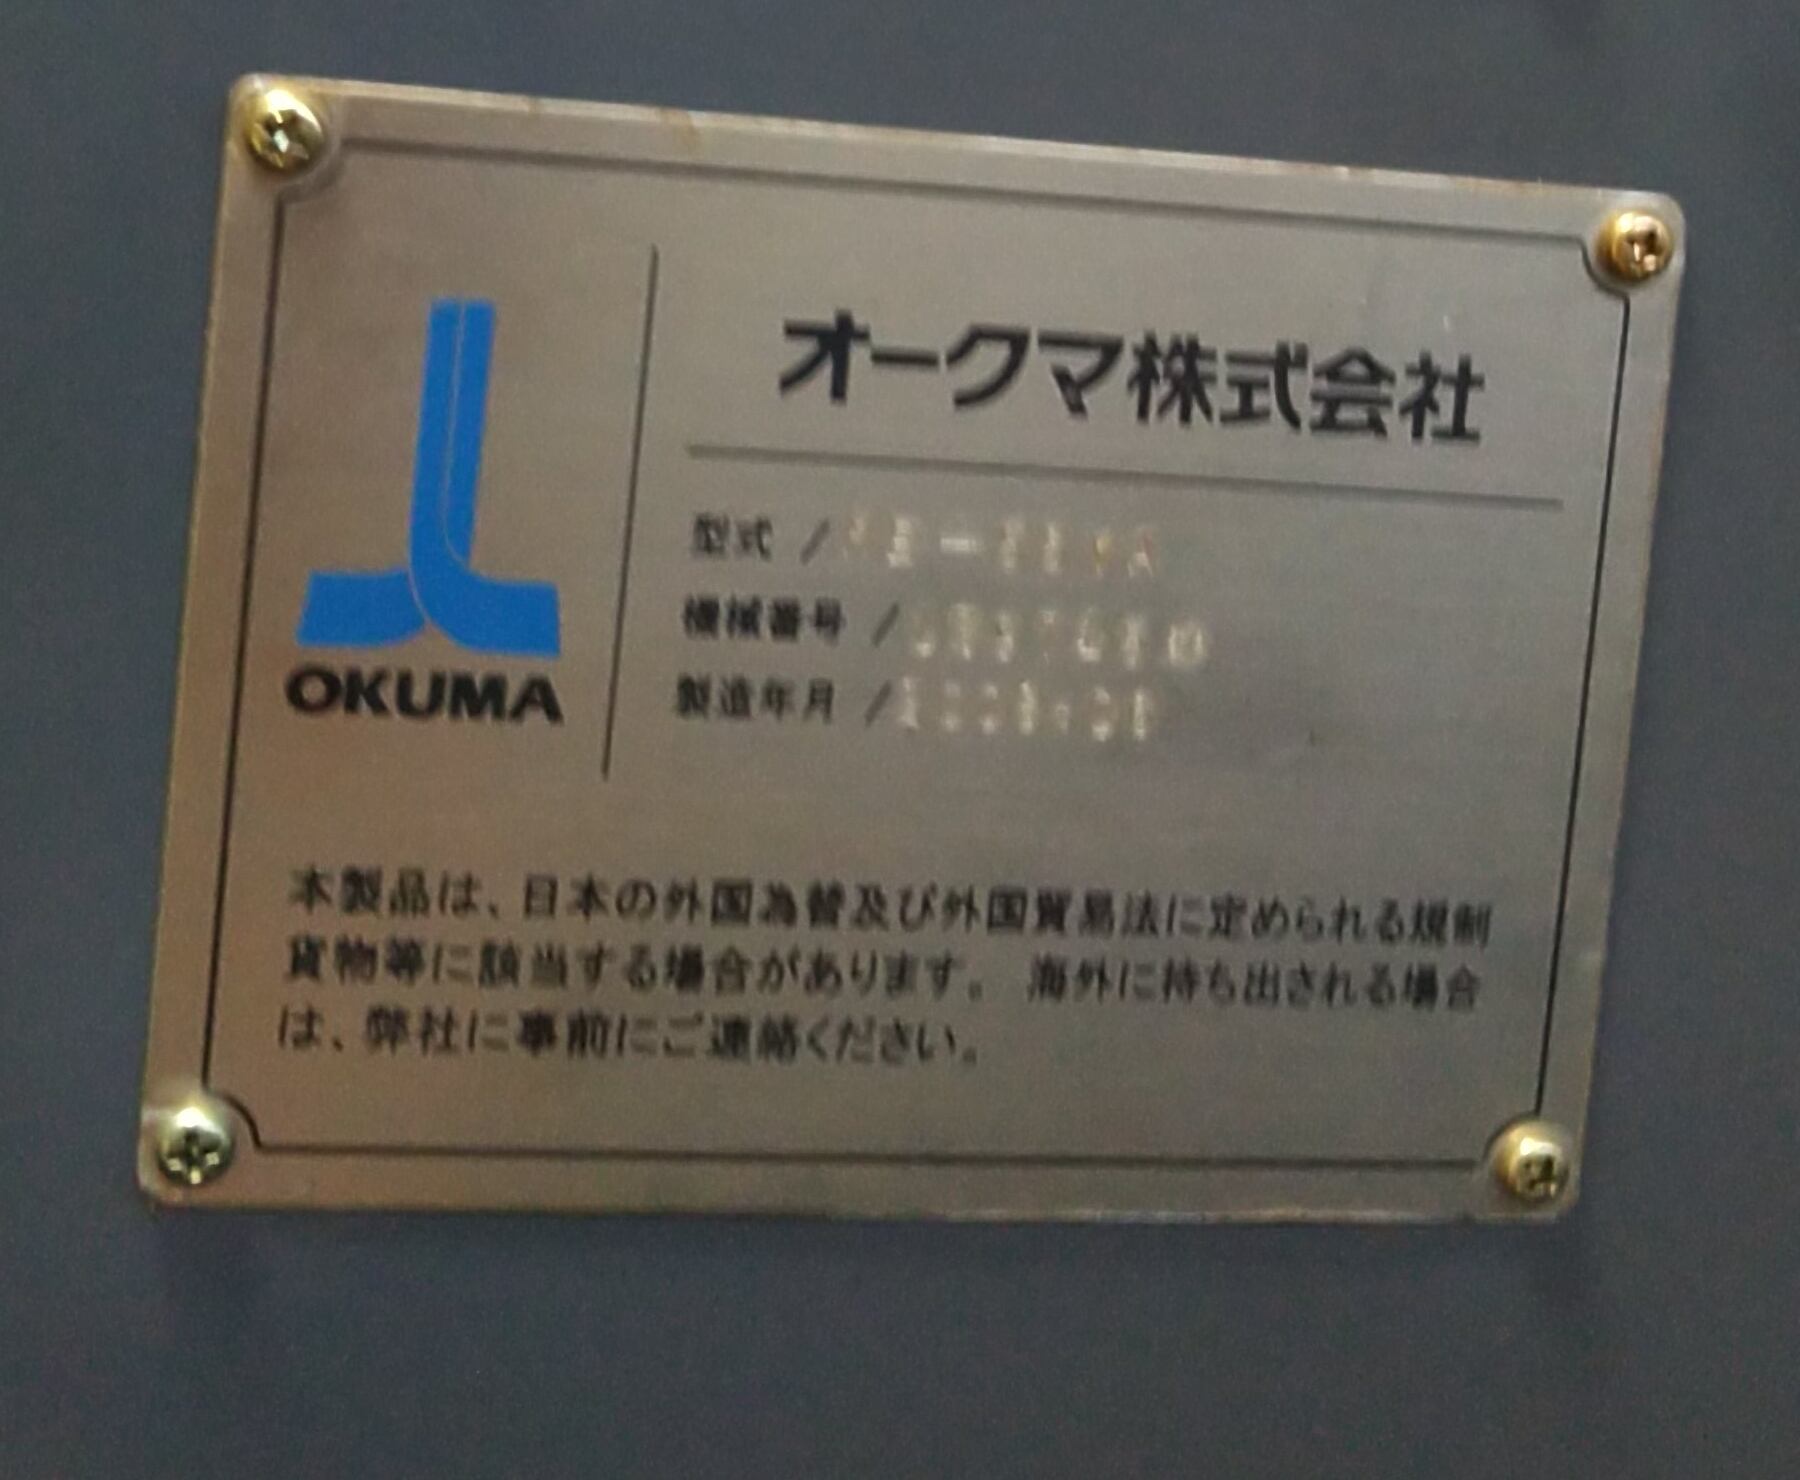 オークマ株式会社
型式 /
機械番号 /
製造年月 /
OKUMA
本製品は、日本の外国為替及び外国貿易法に定められる規制
貨物等に該当する場合があります。 海外に持ち出される場合
は、弊社に事前にご連絡ください。